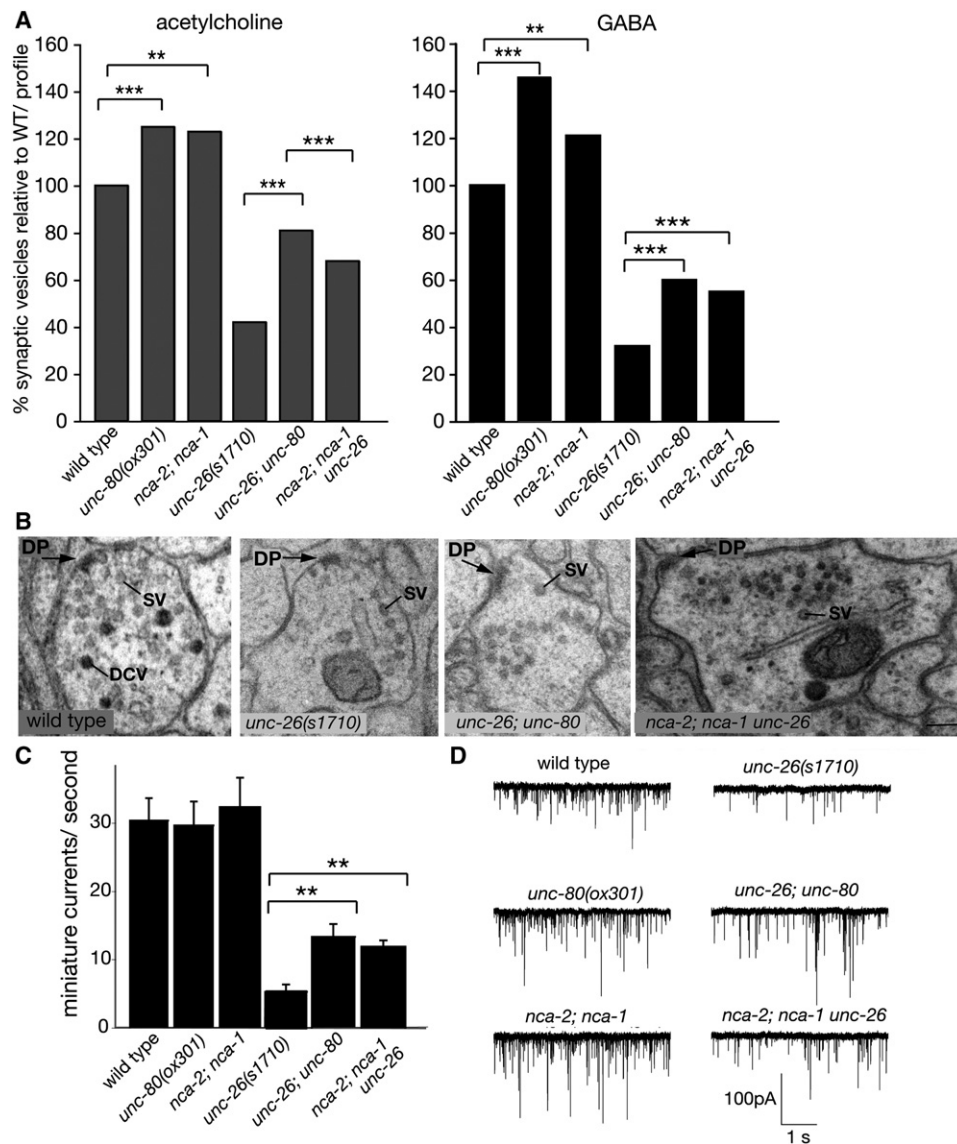 A
acetylcholine
GABA
% synaptic vesicles relative to WT/ profile
160
140
120
100
80
60
40
20
0
**
***
***
***
wild type
unc-80(ox301)
nca-2; nca-1
unc-26(s1710)
unc-26; unc-80
nca-2; nca-1
unc-26
160
140
120
100
80
60
40
20
0
**
***
***
***
wild type
unc-80(ox301)
nca-2; nca-1
unc-26(s1710)
unc-26; unc-80
nca-2; nca-1
unc-26
B
DP
SV
DCV
wild type
DP
SV
unc-26(s1710)
DP
SV
unc-26; unc-80
DP
SV
nca-2; nca-1 unc-26
C
miniature currents/ second
30
20
10
0
**
**
wild type
unc-80(ox301)
nca-2; nca-1
unc-26(s1710)
unc-26; unc-80
nca-2; nca-1
unc-26
D
wild type
unc-26(s1710)
unc-80(ox301)
unc-26; unc-80
nca-2; nca-1
nca-2; nca-1 unc-26
100pA
1 s